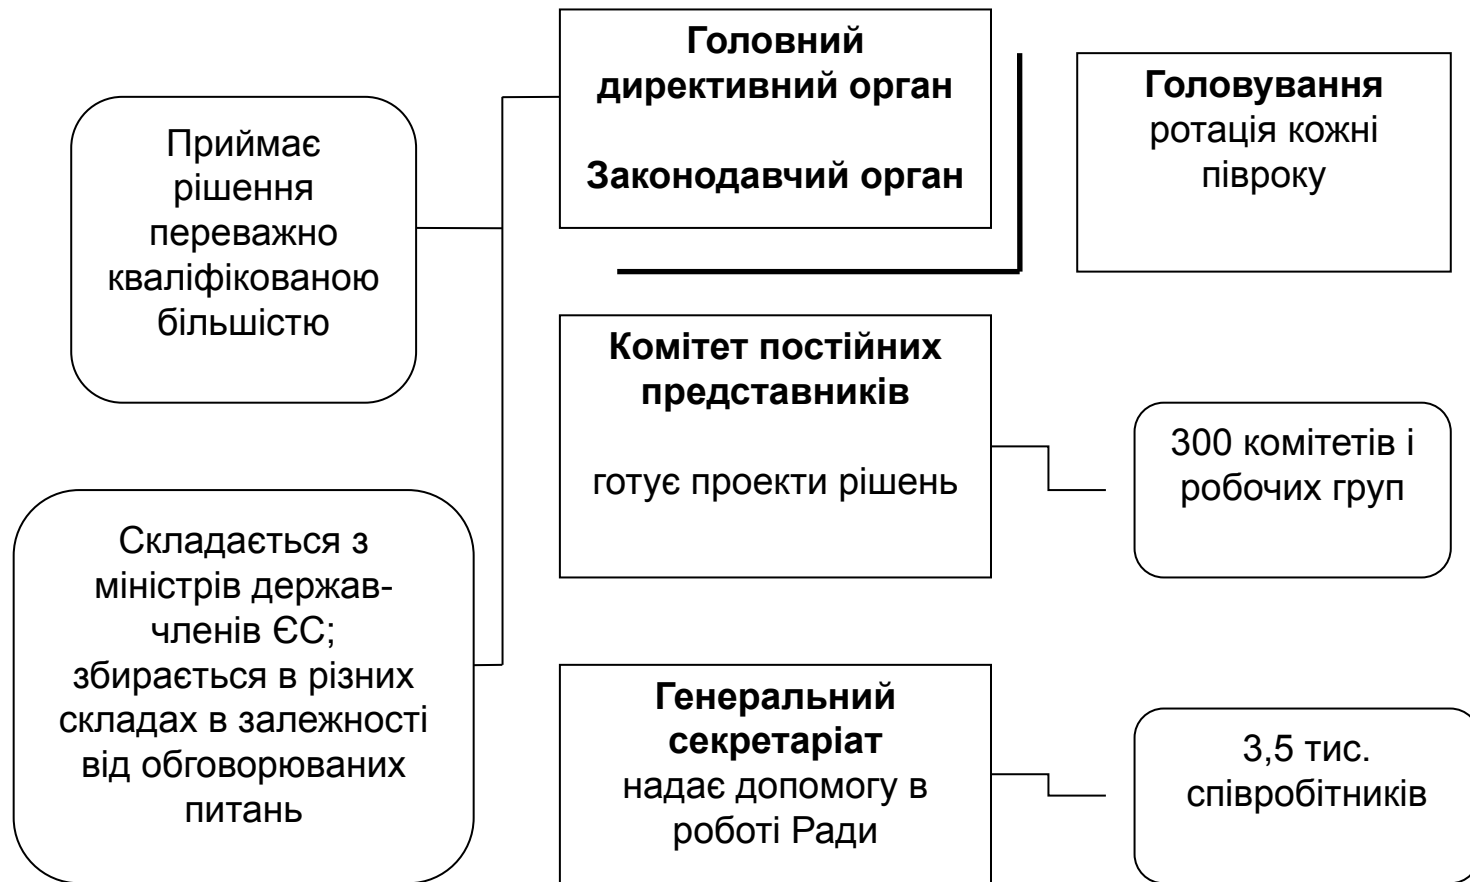 Головний
директивний орган
Законодавчий орган
Головування
ротація кожні
півроку
Приймає
рішення
переважно
кваліфікованою
більшістю
Комітет постійних
представників
готує проекти рішень
300 комітетів і
робочих груп
Складається з
міністрів держав-
членів ЄС;
збирається в різних
складах в залежності
від обговорюваних
питань
Генеральний
секретаріат
надає допомогу в
роботі Ради
3,5 тис.
співробітників